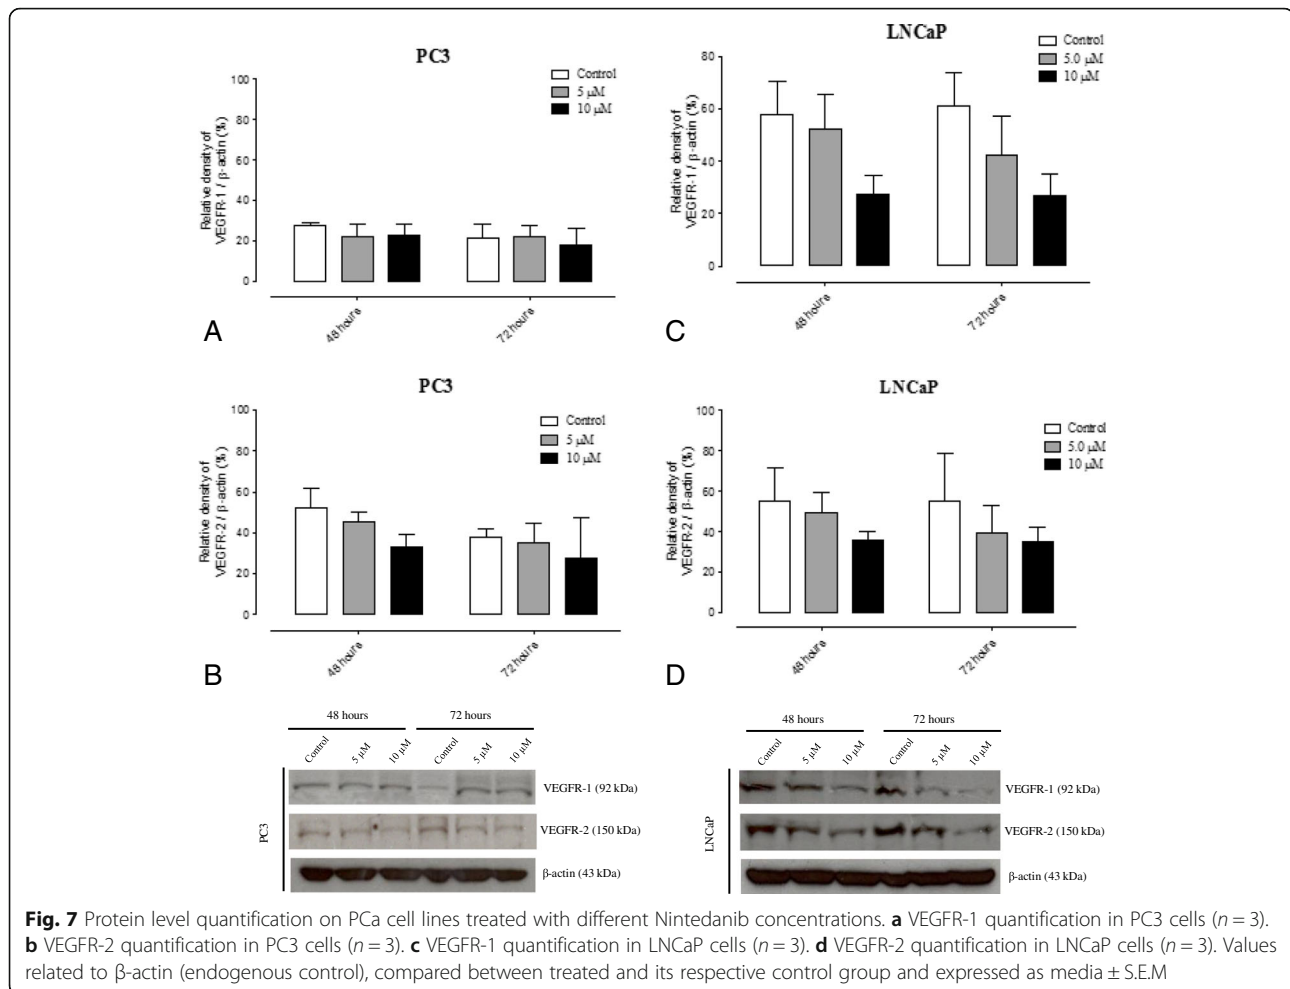 PC3
Control
5 μM
10 μM
Relative density of
VEGFR-1 / β-actin (%)
100
80
60
40
20
0
48 hours
72 hours
A
LNCaP
Control
5.0 μM
10 μM
Relative density of
VEGFR-1 / β-actin (%)
80
60
40
20
0
48 hours
72 hours
C
PC3
Control
5 μM
10 μM
Relative density of
VEGFR-2 / β-actin (%)
100
80
60
40
20
0
48 hours
72 hours
B
LNCaP
Control
5.0 μM
10 μM
Relative density of
VEGFR-2 / β-actin (%)
100
80
60
40
20
0
48 hours
72 hours
D
48 hours
72 hours
Control
5 μM
10 μM
Control
5 μM
10 μM
PC3
VEGFR-1 (92 kDa)
VEGFR-2 (150 kDa)
β-actin (43 kDa)
48 hours
72 hours
Control
5 μM
10 μM
Control
5 μM
10 μM
LNCaP
VEGFR-1 (92 kDa)
VEGFR-2 (150 kDa)
β-actin (43 kDa)
Fig. 7 Protein level quantification on PCa cell lines treated with different Nintedanib concentrations. a VEGFR-1 quantification in PC3 cells (n = 3).
b VEGFR-2 quantification in PC3 cells (n = 3). c VEGFR-1 quantification in LNCaP cells (n = 3). d VEGFR-2 quantification in LNCaP cells (n = 3). Values
related to β-actin (endogenous control), compared between treated and its respective control group and expressed as media ± S.E.M